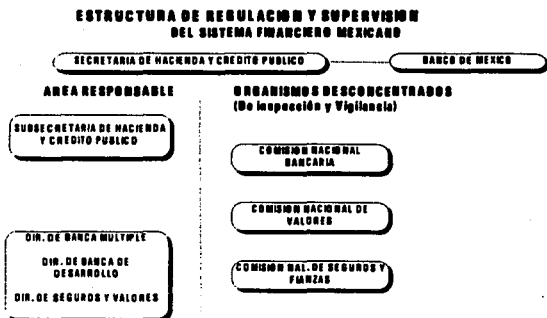 ESTRUCTURA DE REGULACION Y SUPERVISION
DEL SISTEMA FINANCIERO MEXICANO
SECRETARIA DE HACIENDA Y CREDITO PUBLICO
BANCO DE MEXICO
AREA RESPONSABLE
SUBSECRETARIA DE HACIENDA
Y CREDITO PUBLICO
DIR. DE BANCA MULTIPLE
DIR. DE BANCA DE
DESARROLLO
DIR. DE SEGUROS Y VALORES
ORGANISMOS DESCONCENTRADOS
(De Inspección y Vigilancia)
COMISION NACIONAL
BANCARIA
COMISION NACIONAL DE
VALORES
COMISION NAL. DE SEGUROS Y
FIANZAS